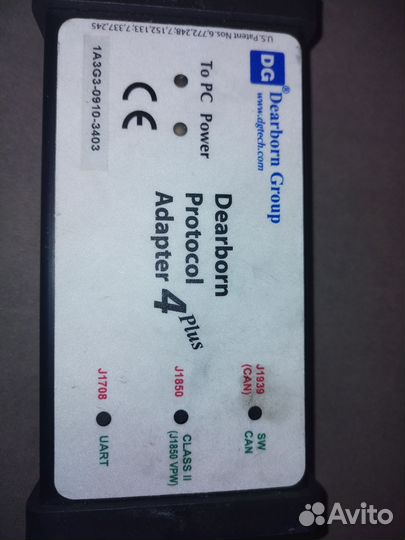 DG® Dearborn Group
www.dgtech.com
U.S. Patent Nos. 6,772,248; 7,152,133; 7,337,245
To PC Power
CE
1A3G3-0910-3403
Dearborn
Protocol
Adapter 4 Plus
J1939
(CAN)
SW
CAN
J1850
CLASS II
(J1850 VPW)
J1708
UART
Avito